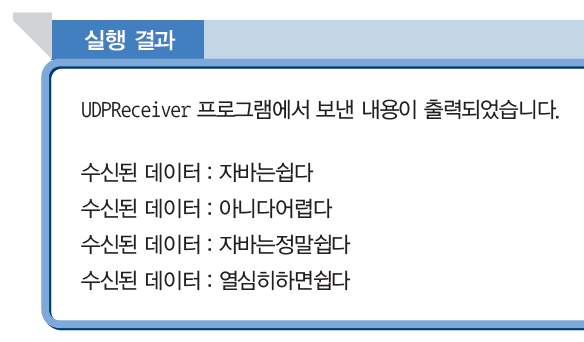 실행 결과
UDPReceiver 프로그램에서 보낸 내용이 출력되었습니다.
수신된 데이터 : 자바는쉽다
수신된 데이터 : 아니다어렵다
수신된 데이터 : 자바는정말쉽다
수신된 데이터 : 열심히하면쉽다